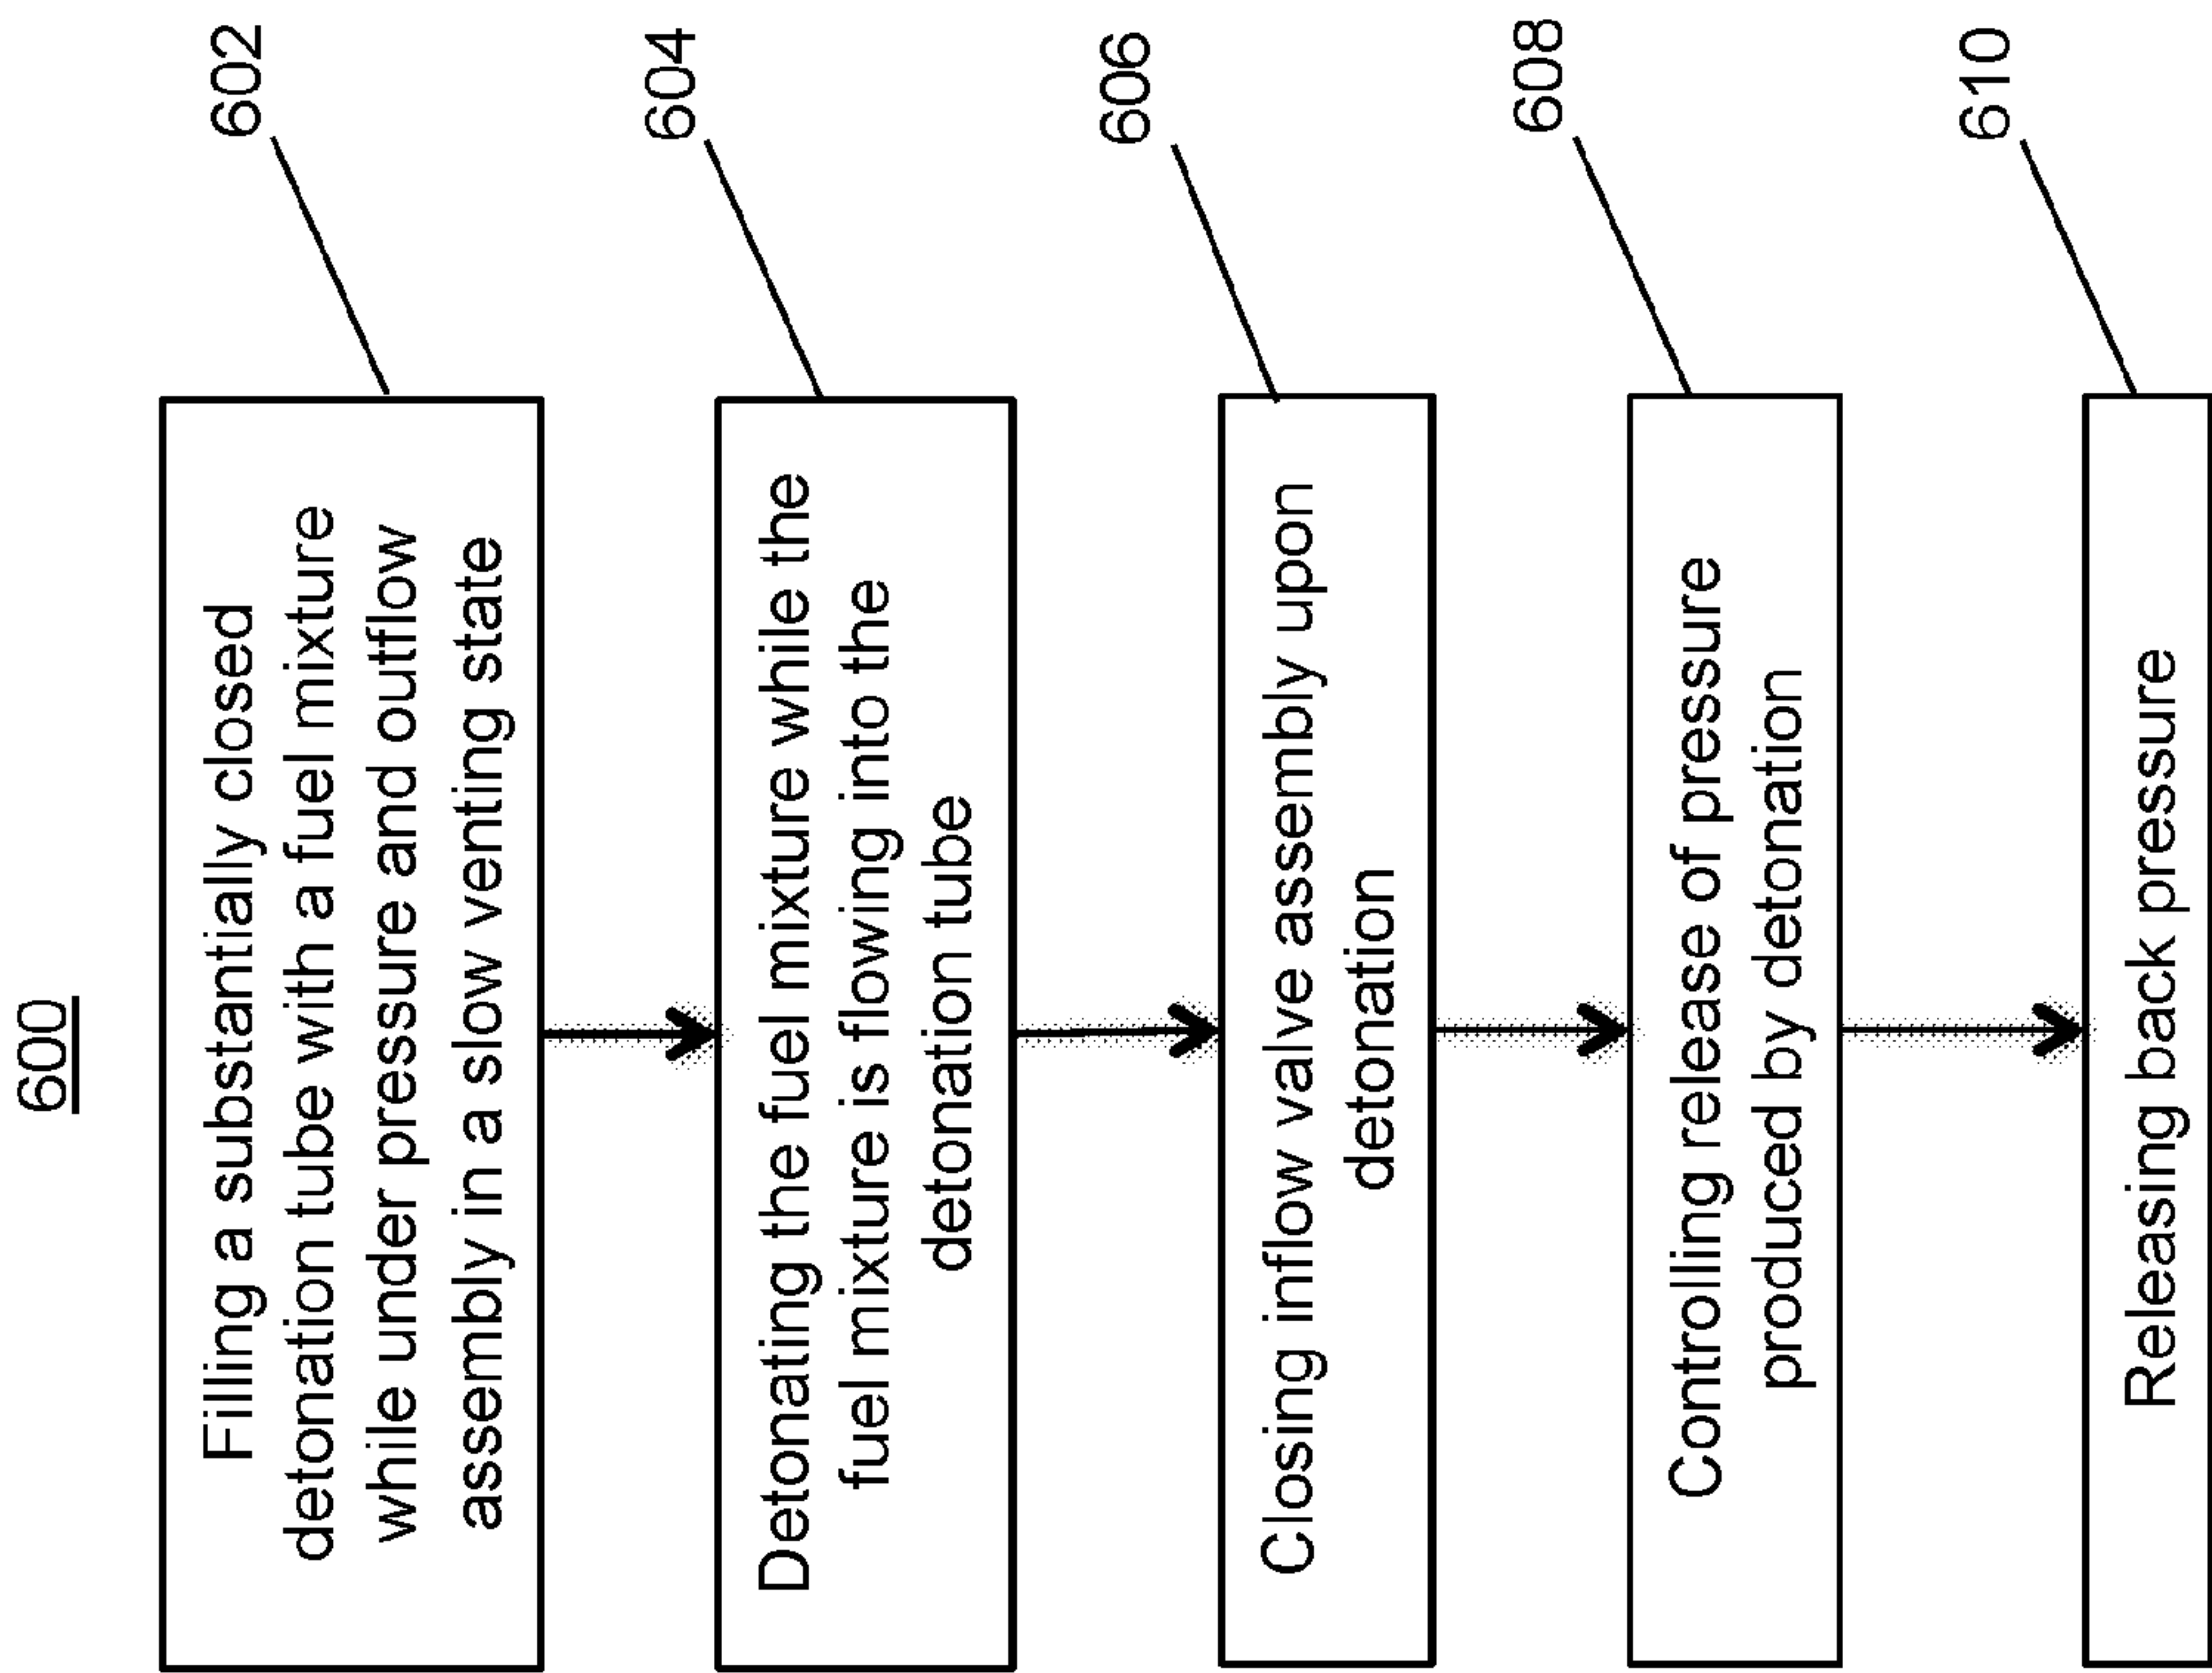 600
Filling a substantially closed
detonation tube with a fuel mixture
while under pressure and outflow
assembly in a slow venting state
602
Detonating the fuel mixture while the
fuel mixture is flowing into the
detonation tube
604
Closing inflow valve assembly upon
detonation
606
Controlling release of pressure
produced by detonation
608
Releasing back pressure
610